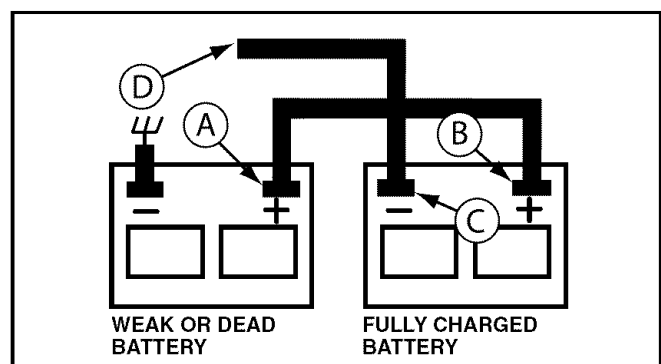 D
A
B
C
− + − +
WEAK OR DEAD
BATTERY
FULLY CHARGED
BATTERY